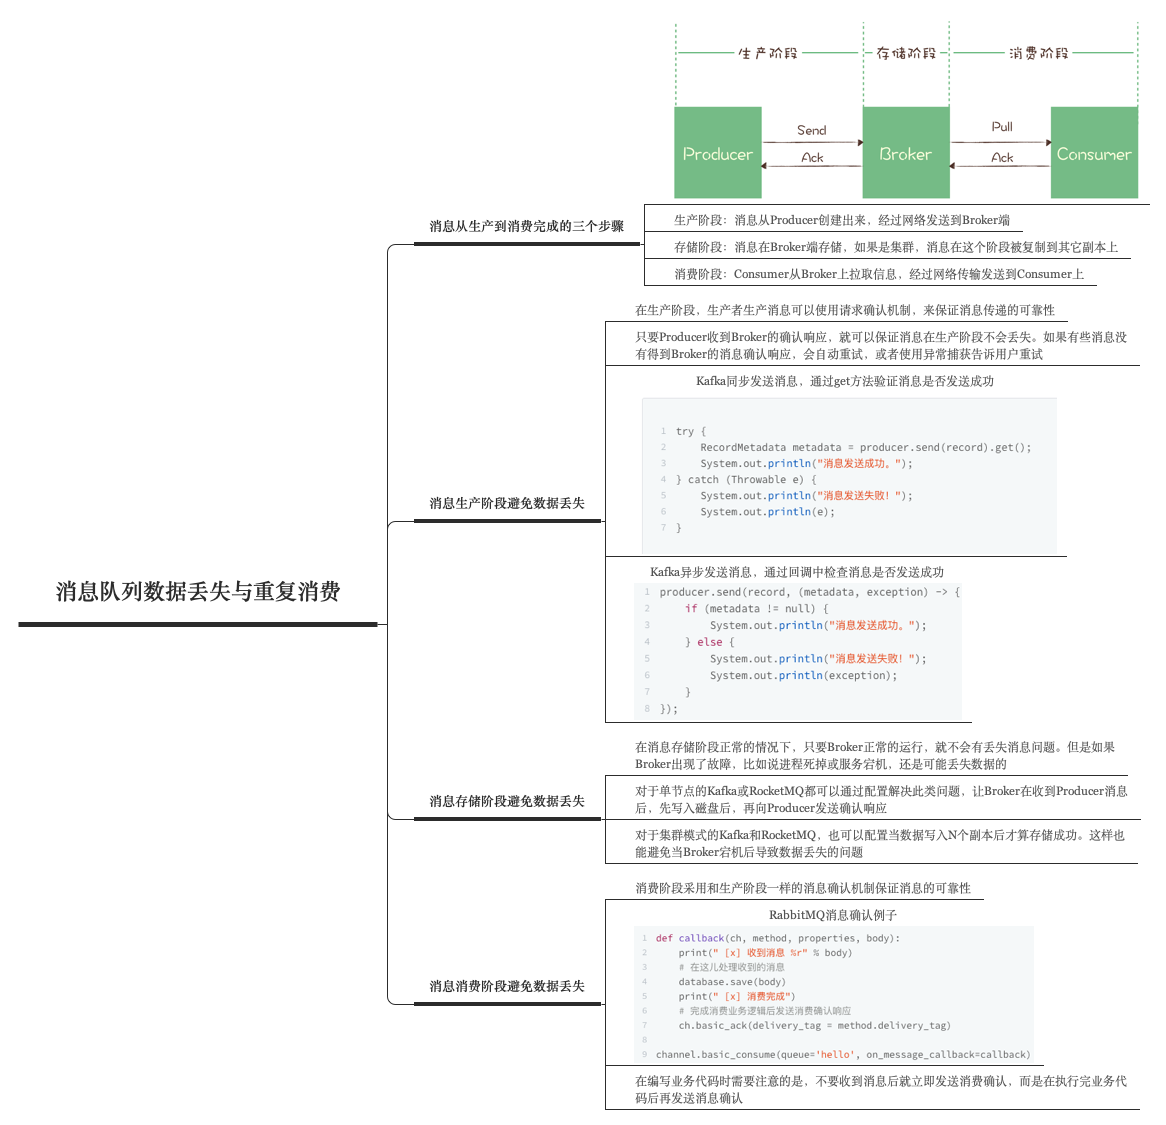 生产阶段 存储阶段 消费阶段
Send Pull
Producer Broker Consumer
Ack Ack
消息从生产到消费完成的三个步骤
生产阶段：消息从Producer创建出来，经过网络发送到Broker端
存储阶段：消息在Broker端存储，如果是集群，消息在这个阶段被复制到其它副本上
消费阶段：Consumer从Broker上拉取信息，经过网络传输发送到Consumer上
消息队列数据丢失与重复消费
消息生产阶段避免数据丢失
在生产阶段，生产者生产消息可以使用请求确认机制，来保证消息传递的可靠性
只要Producer收到Broker的确认响应，就可以保证消息在生产阶段不会丢失。如果有些消息没
有得到Broker的消息确认响应，会自动重试，或者使用异常捕获告诉用户重试
Kafka同步发送消息，通过get方法验证消息是否发送成功
1 try {
2 RecordMetadata metadata = producer.send(record).get();
3 System.out.println("消息发送成功。");
4 } catch (Throwable e) {
5 System.out.println("消息发送失败！");
6 System.out.println(e);
7 }
Kafka异步发送消息，通过回调中检查消息是否发送成功
1 producer.send(record, (metadata, exception) -> {
2 if (metadata != null) {
3 System.out.println("消息发送成功。");
4 } else {
5 System.out.println("消息发送失败！");
6 System.out.println(exception);
7 }
8 });
消息存储阶段避免数据丢失
在消息存储阶段正常的情况下，只要Broker正常的运行，就不会有丢失消息问题。但是如果
Broker出现了故障，比如说进程死掉或服务宕机，还是可能丢失数据的
对于单节点的Kafka或RocketMQ都可以通过配置解决此类问题，让Broker在收到Producer消息
后，先写入磁盘后，再向Producer发送确认响应
对于集群模式的Kafka和RocketMQ，也可以配置当数据写入N个副本后才算存储成功。这样也
能避免当Broker宕机后导致数据丢失的问题
消息消费阶段避免数据丢失
消费阶段采用和生产阶段一样的消息确认机制保证消息的可靠性
RabbitMQ消息确认例子
1 def callback(ch, method, properties, body):
2 print(" [x] 收到消息 %r" % body)
3 # 在这儿处理收到的消息
4 database.save(body)
5 print(" [x] 消费完成")
6 # 完成消费业务逻辑后发送消费确认响应
7 ch.basic_ack(delivery_tag = method.delivery_tag)
8
9 channel.basic_consume(queue='hello', on_message_callback=callback)
在编写业务代码时需要注意的是，不要收到消息后就立即发送消费确认，而是在执行完业务代
码后再发送消息确认